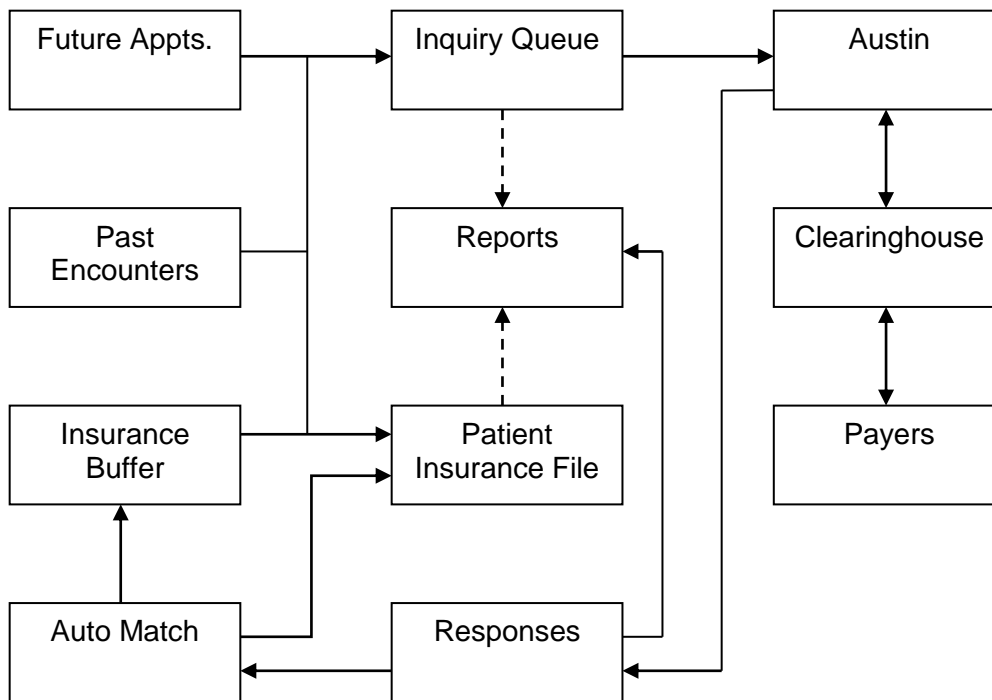 Future Appts.
Inquiry Queue
Austin
Past
Encounters
Reports
Clearinghouse
Insurance
Buffer
Patient
Insurance File
Payers
Auto Match
Responses